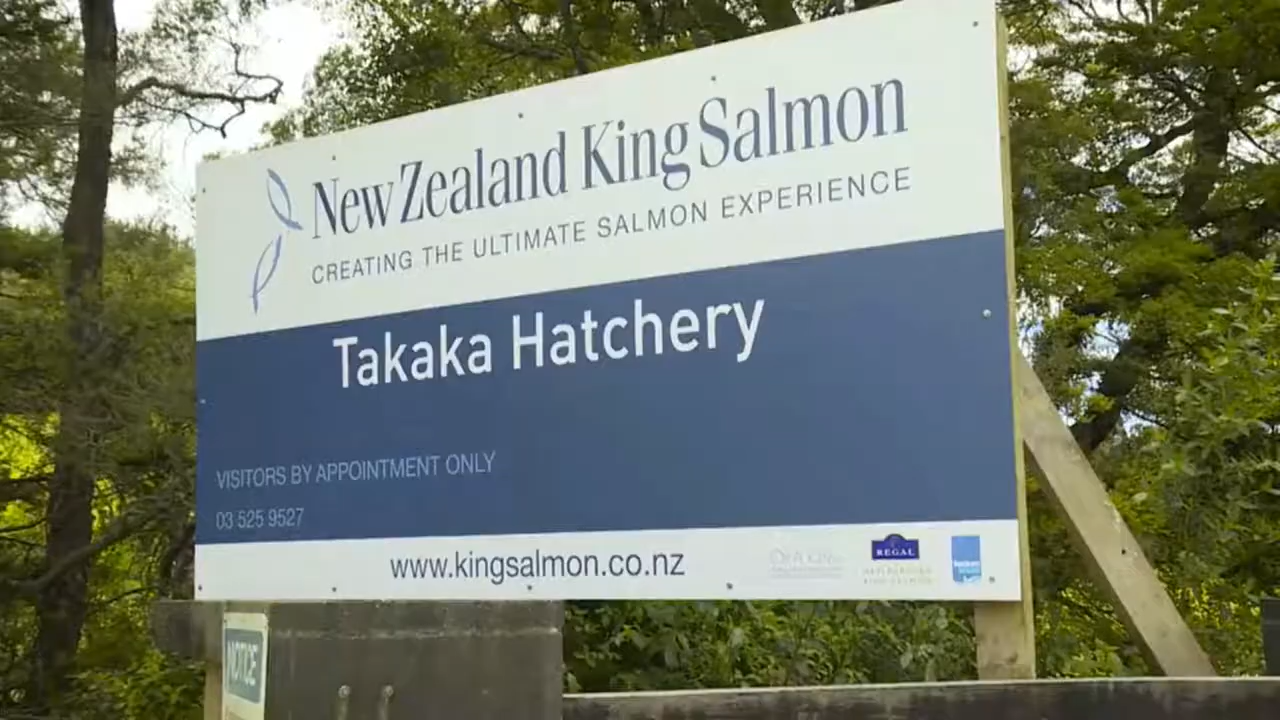 New Zealand King Salmon
CREATING THE ULTIMATE SALMON EXPERIENCE
Takaka Hatchery
VISITORS BY APPOINTMENT ONLY
03 525 9527
www.kingsalmon.co.nz
REGAL
NOTICE